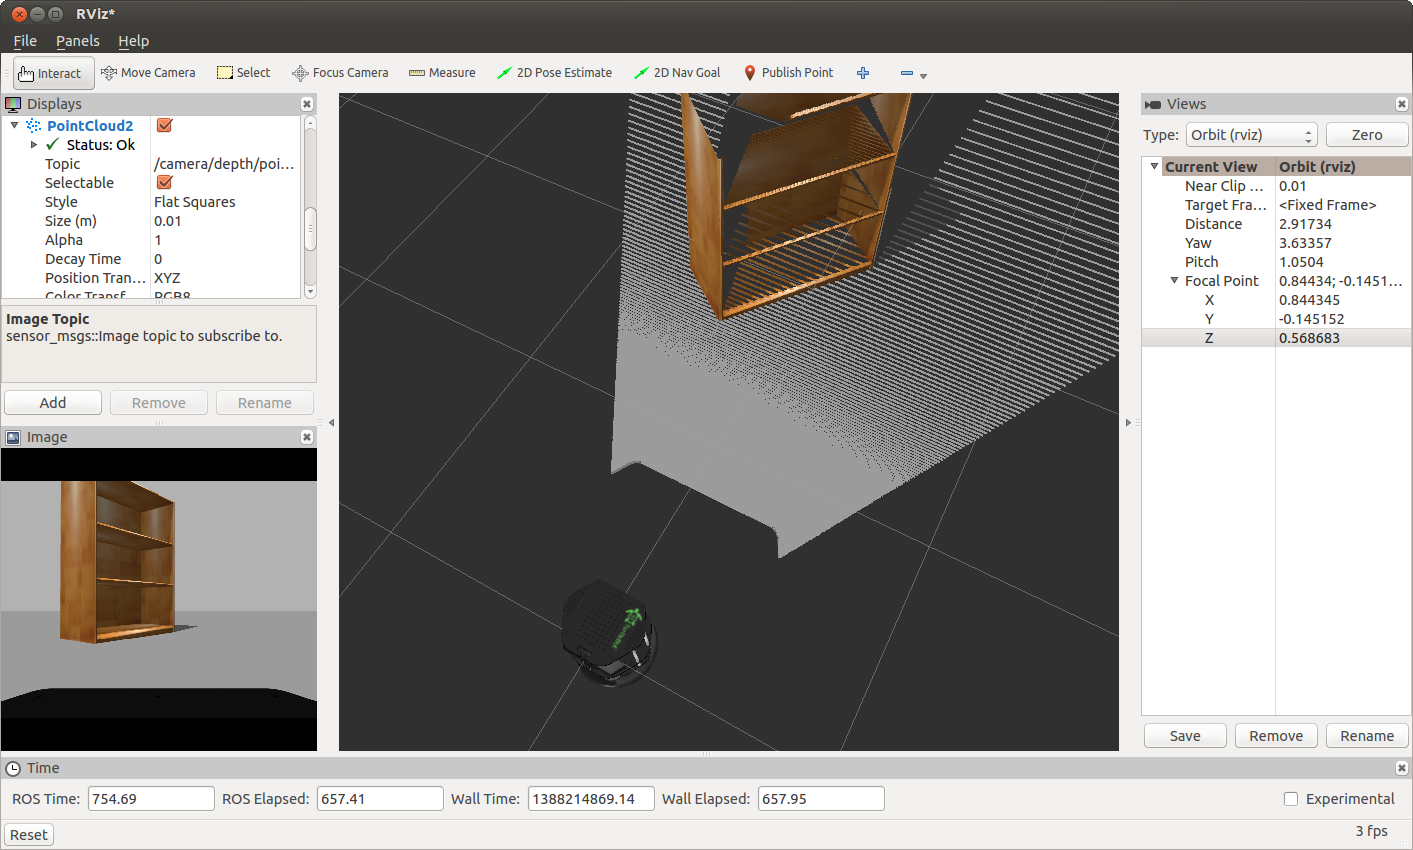 RViz*
File Panels Help
Interact Move Camera Select Focus Camera Measure 2D Pose Estimate 2D Nav Goal Publish Point
Displays
PointCloud2
Status: Ok
Topic /camera/depth/poi...
Selectable
Style Flat Squares
Size (m) 0.01
Alpha 1
Decay Time 0
Position Tran... XYZ
Color Transf RGB8
Image Topic
sensor_msgs::Image topic to subscribe to.
Add Remove Rename
Image
Views
Type: Orbit (rviz) Zero
Current View Orbit (rviz)
Near Clip ... 0.01
Target Fra... <Fixed Frame>
Distance 2.91734
Yaw 3.63357
Pitch 1.0504
Focal Point 0.84434; -0.1451...
X 0.844345
Y -0.145152
Z 0.568683
Save Remove Rename
Time
ROS Time: 754.69 ROS Elapsed: 657.41 Wall Time: 1388214869.14 Wall Elapsed: 657.95 Experimental
Reset 3 fps